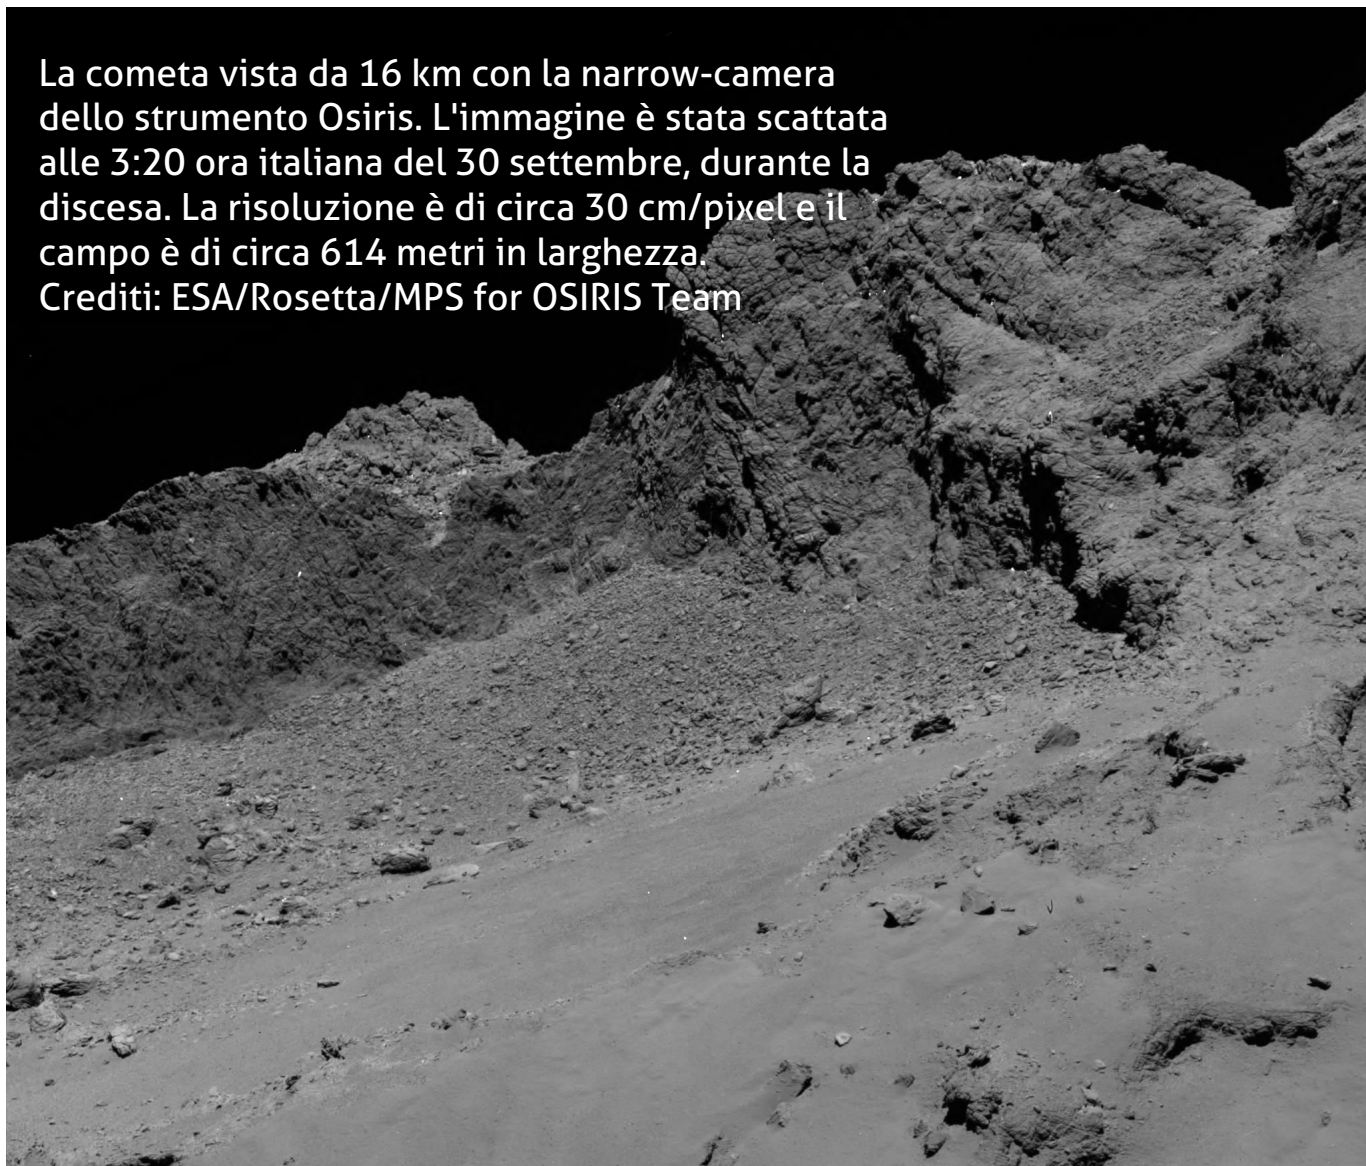 La cometa vista da 16 km con la narrow-camera
dello strumento Osiris. L'immagine è stata scattata
alle 3:20 ora italiana del 30 settembre, durante la
discesa. La risoluzione è di circa 30 cm/pixel e il
campo è di circa 614 metri in larghezza.
Crediti: ESA/Rosetta/MPS for OSIRIS Team